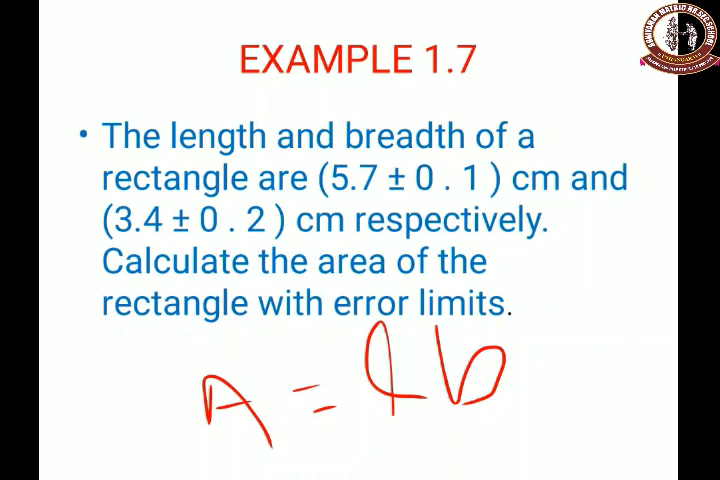 EXAMPLE 1.7
• The length and breadth of a
rectangle are (5.7 ± 0 . 1 ) cm and
(3.4 ± 0 . 2 ) cm respectively.
Calculate the area of the
rectangle with error limits.
A = l b